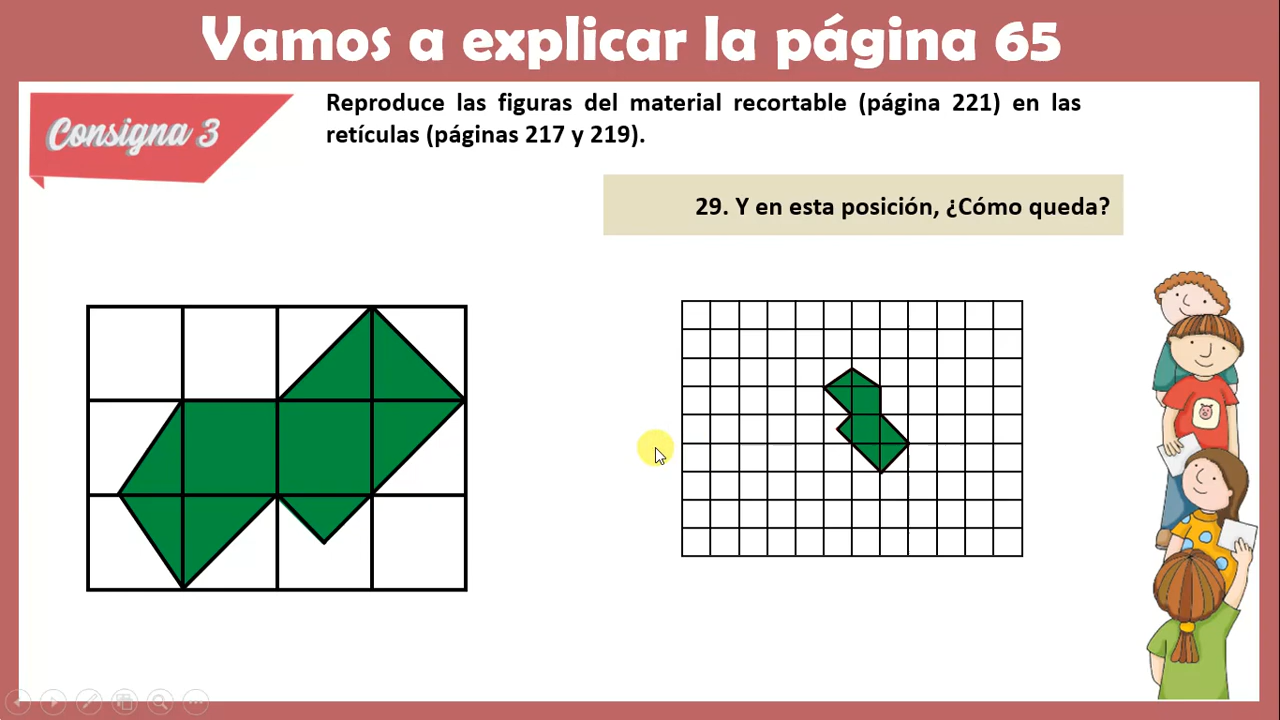 Vamos a explicar la página 65
Consigna 3
Reproduce las figuras del material recortable (página 221) en las
retículas (páginas 217 y 219).
29. Y en esta posición, ¿Cómo queda?